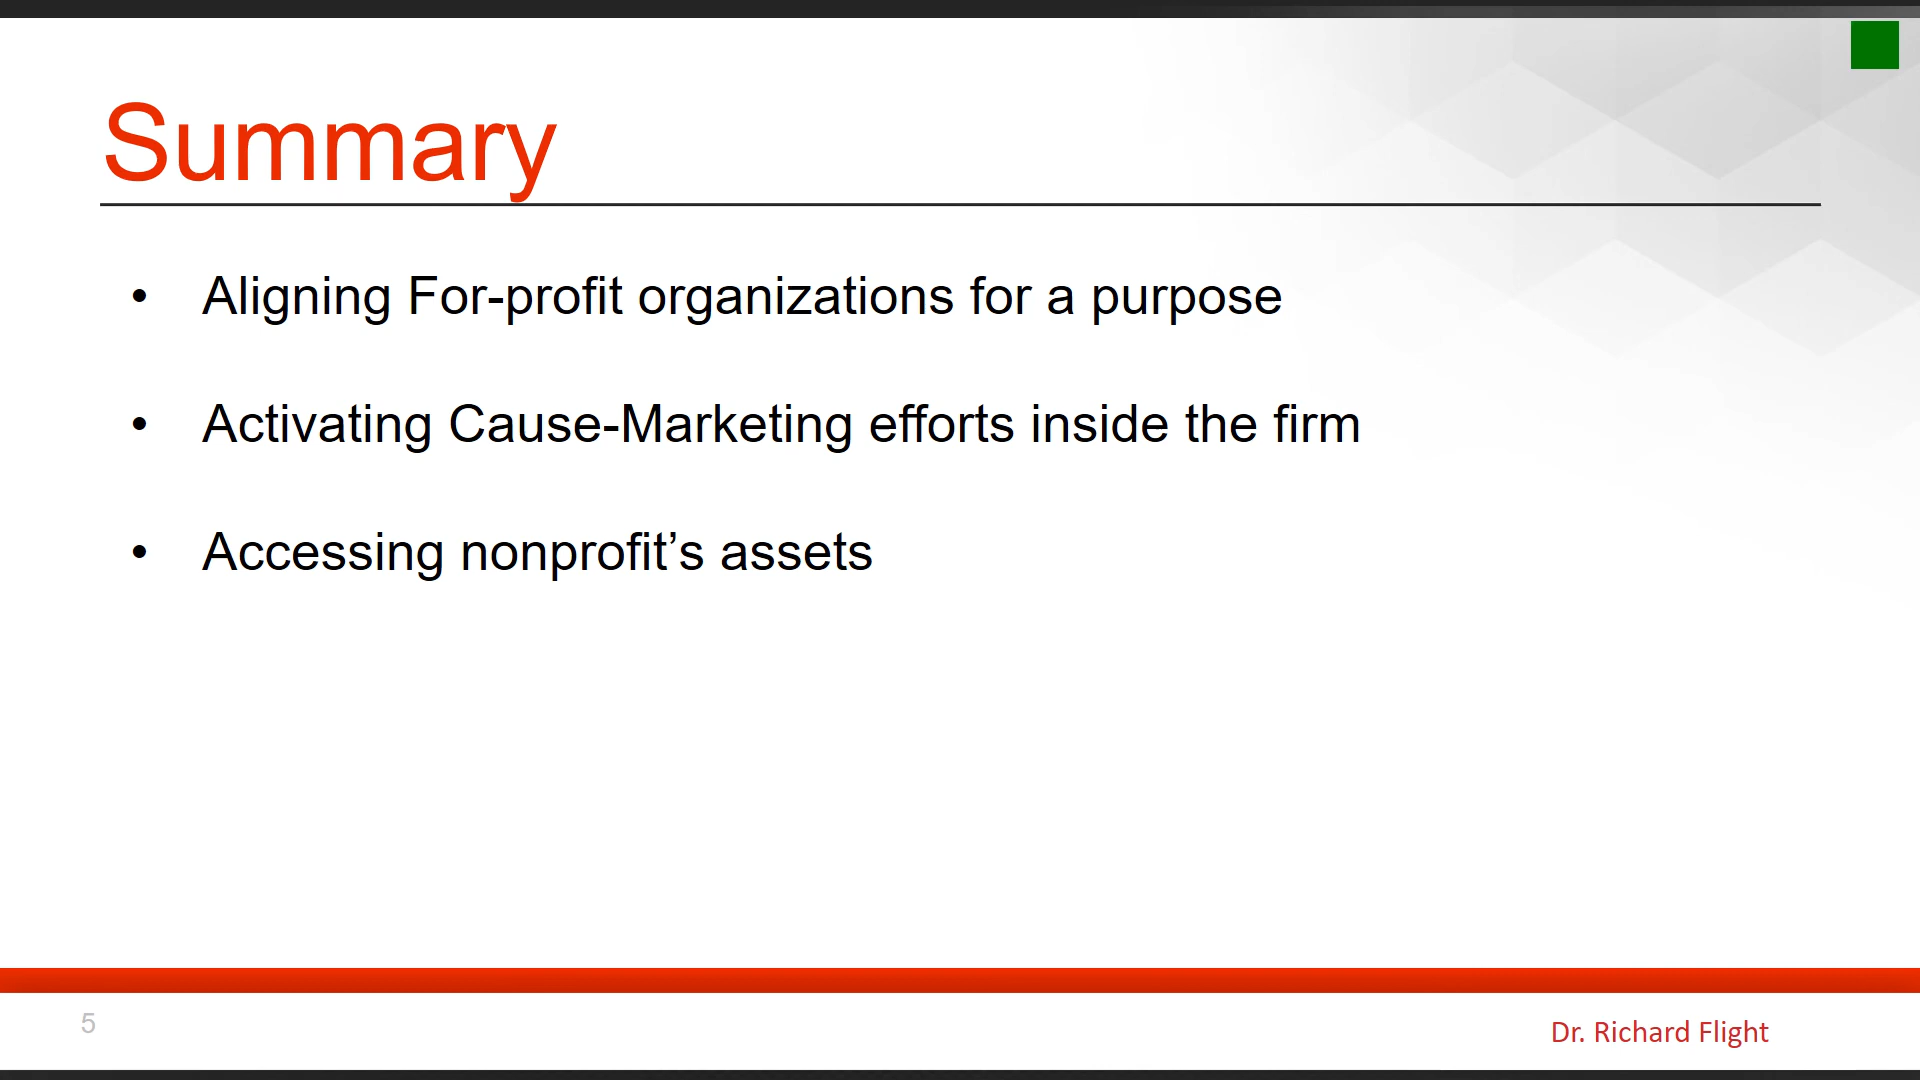 Summary
• Aligning For-profit organizations for a purpose
• Activating Cause-Marketing efforts inside the firm
• Accessing nonprofit’s assets
5
Dr. Richard Flight